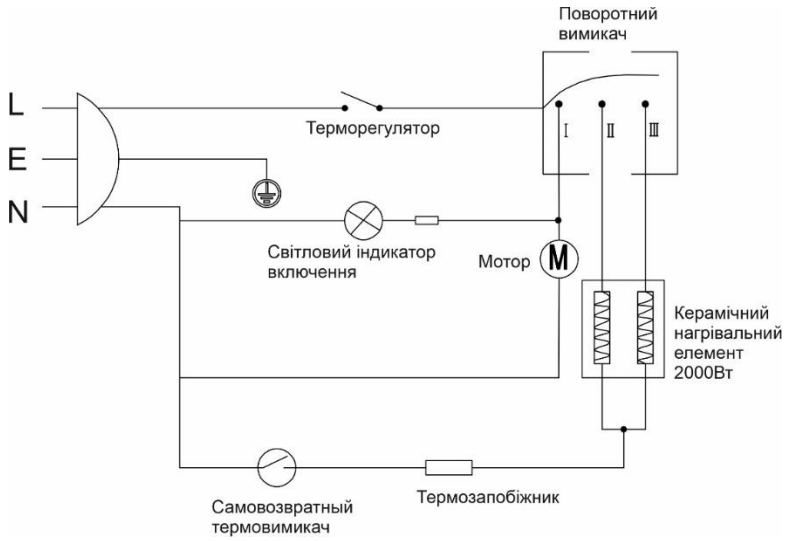 Поворотний
вимикач
L
Терморегулятор
I
II
III
E
N
Світловий індикатор
включення
Мотор
M
Керамічний
нагрівальний
елемент
2000Вт
Самовозвратный
термовимикач
Термозапобіжник